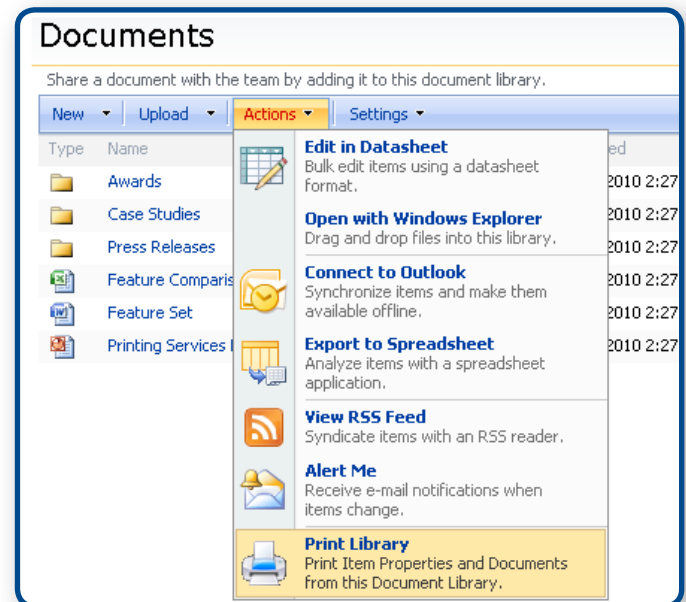 Documents
Share a document with the team by adding it to this document library.
New Upload Actions Settings
Type Name ed
Awards 2010 2:27
Case Studies 2010 2:27
Press Releases 2010 2:27
Feature Comparis 2010 2:27
Feature Set 2010 2:27
Printing Services 2010 2:27
Edit in Datasheet
Bulk edit items using a datasheet
format.
Open with Windows Explorer
Drag and drop files into this library.
Connect to Outlook
Synchronize items and make them
available offline.
Export to Spreadsheet
Analyze items with a spreadsheet
application.
View RSS Feed
Syndicate items with an RSS reader.
Alert Me
Receive e-mail notifications when
items change.
Print Library
Print Item Properties and Documents
from this Document Library.